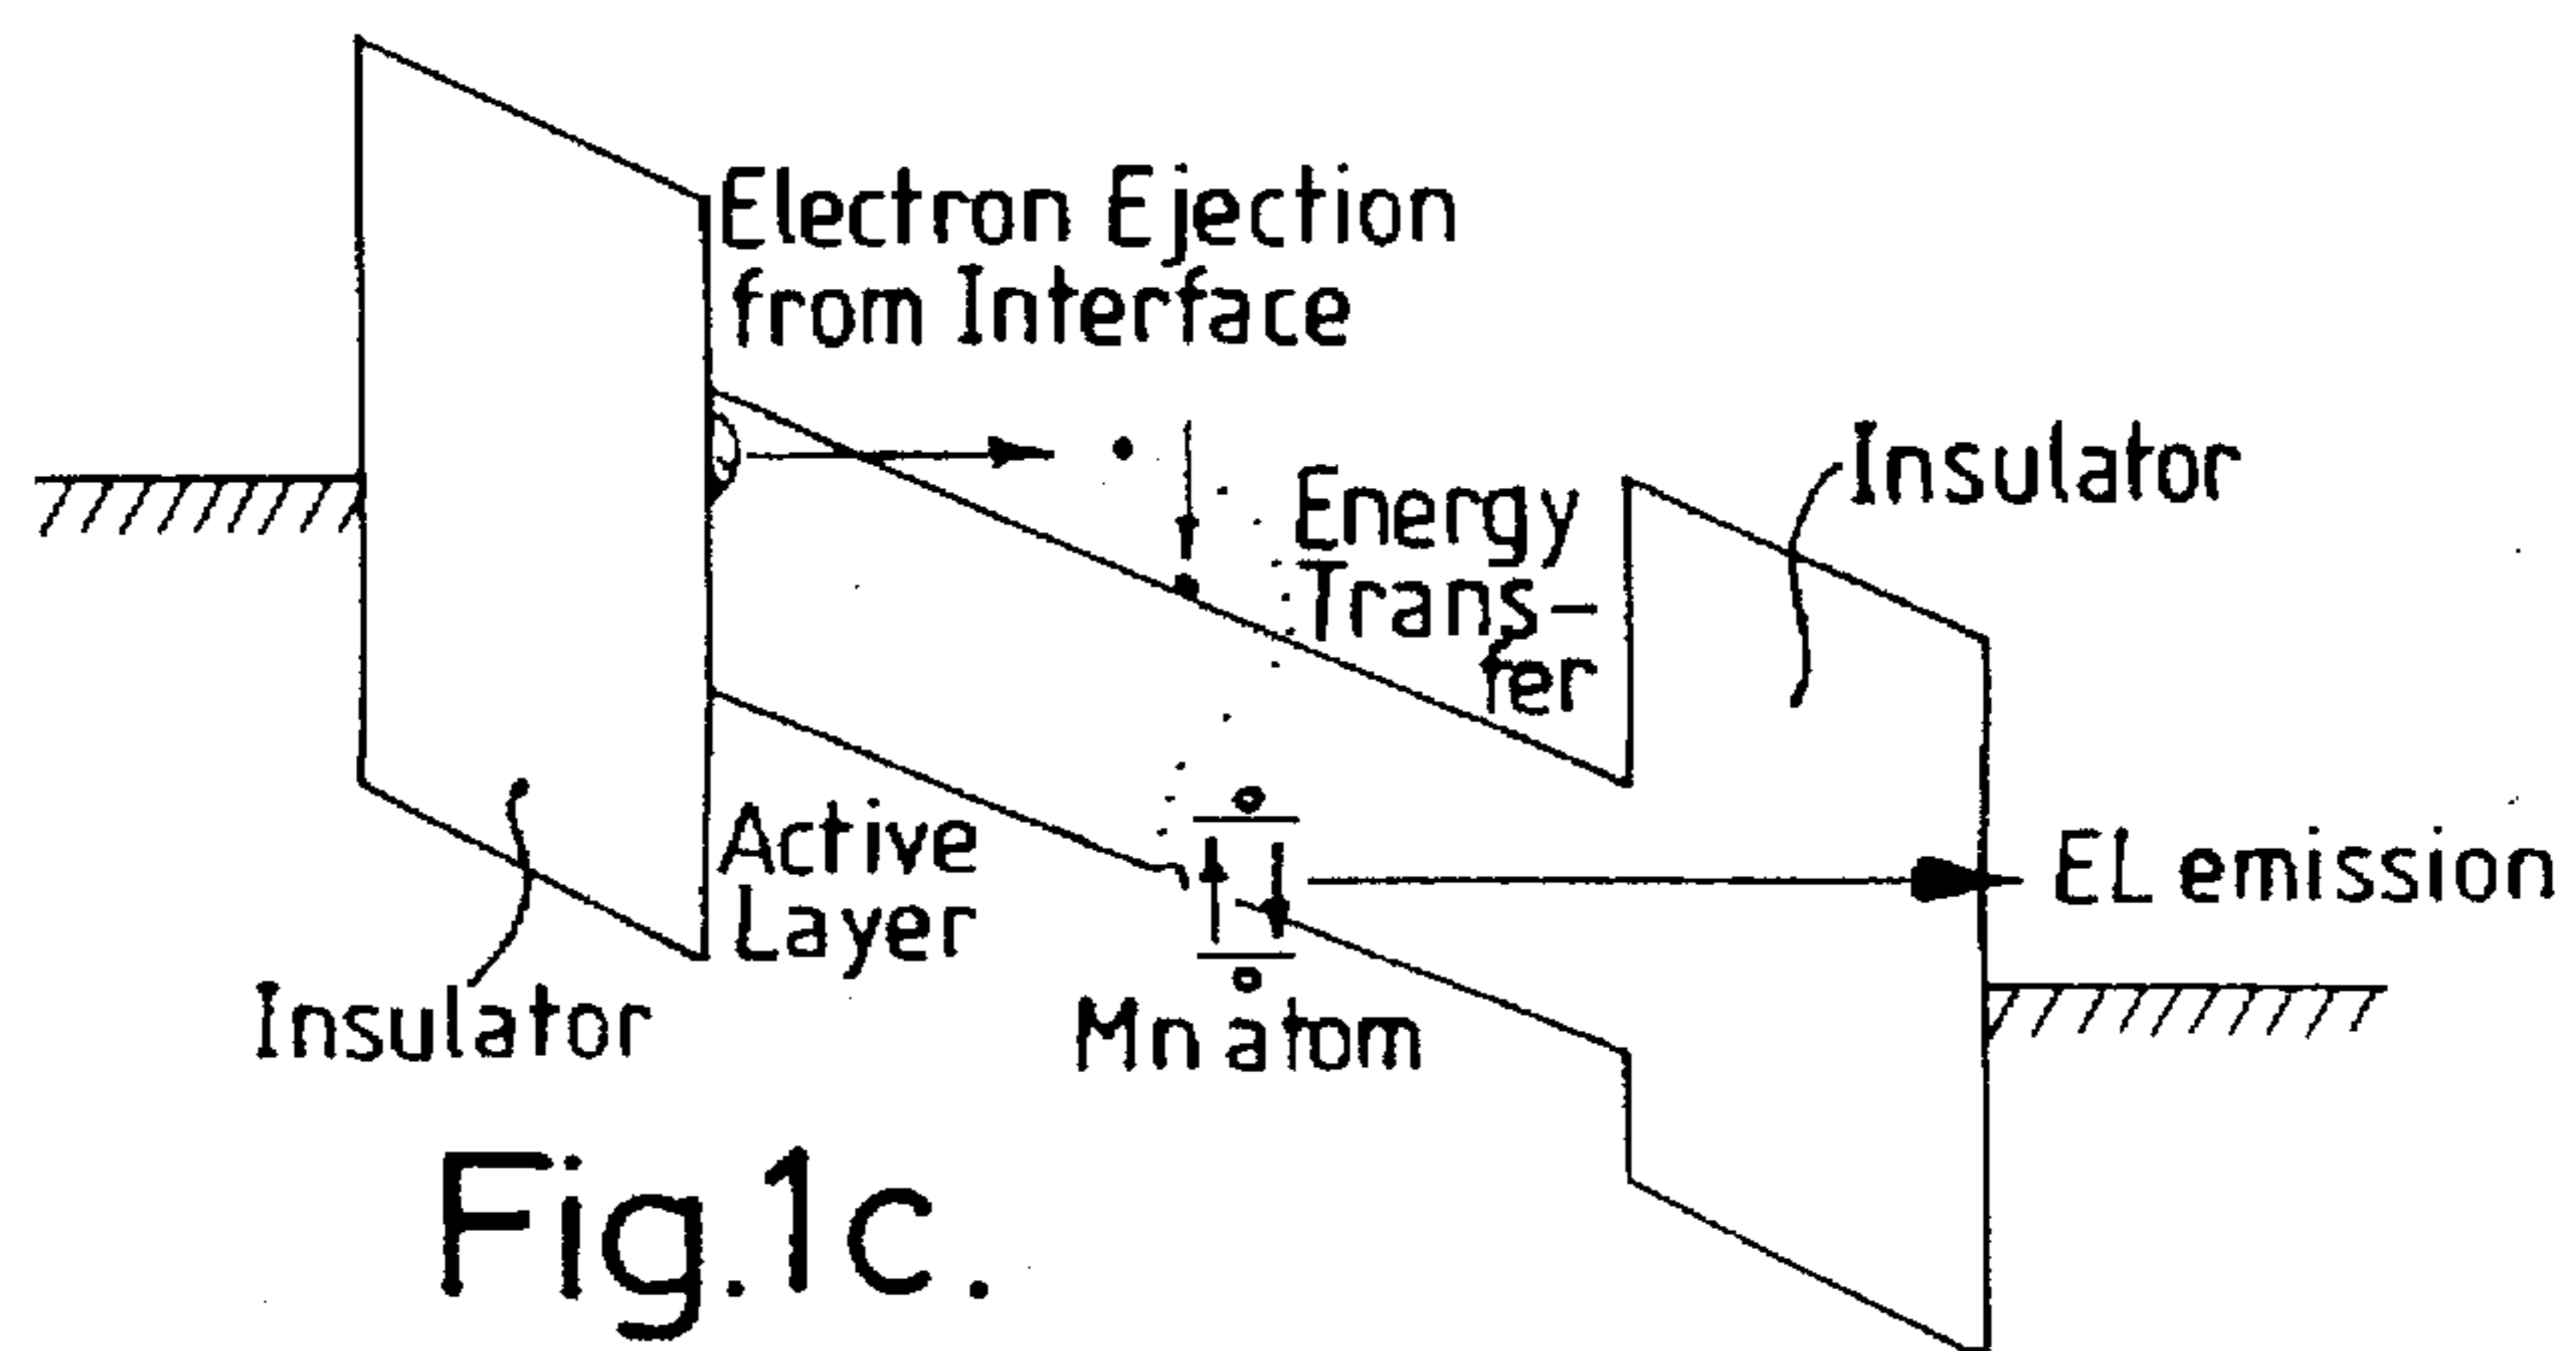 Electron Ejection
from Interface
Insulator
Energy
Trans-
fer
Active
Layer
EL emission
Insulator
Mn atom
Fig.1c.